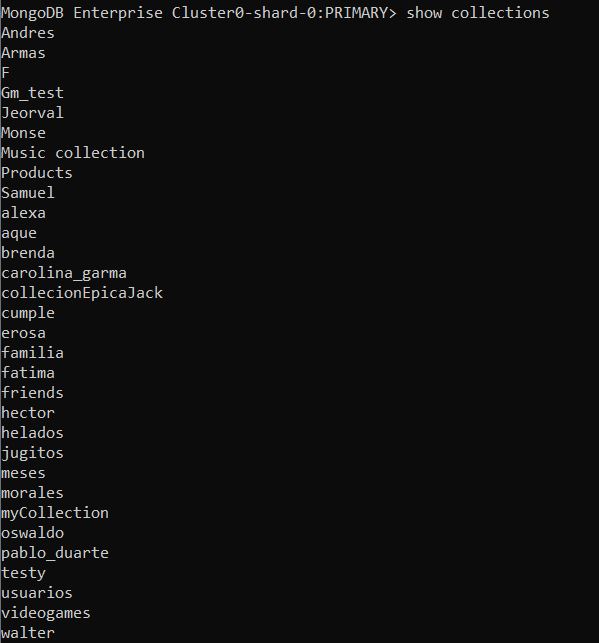 MongoDB Enterprise Cluster0-shard-0:PRIMARY> show collections
Andres
Armas
F
Gm_test
Jeorval
Monse
Music collection
Products
Samuel
alexa
aque
brenda
carolina_garma
collecionEpicaJack
cumple
erosa
familia
fatima
friends
hector
helados
jugitos
meses
morales
myCollection
oswaldo
pablo_duarte
testy
usuarios
videogames
walter